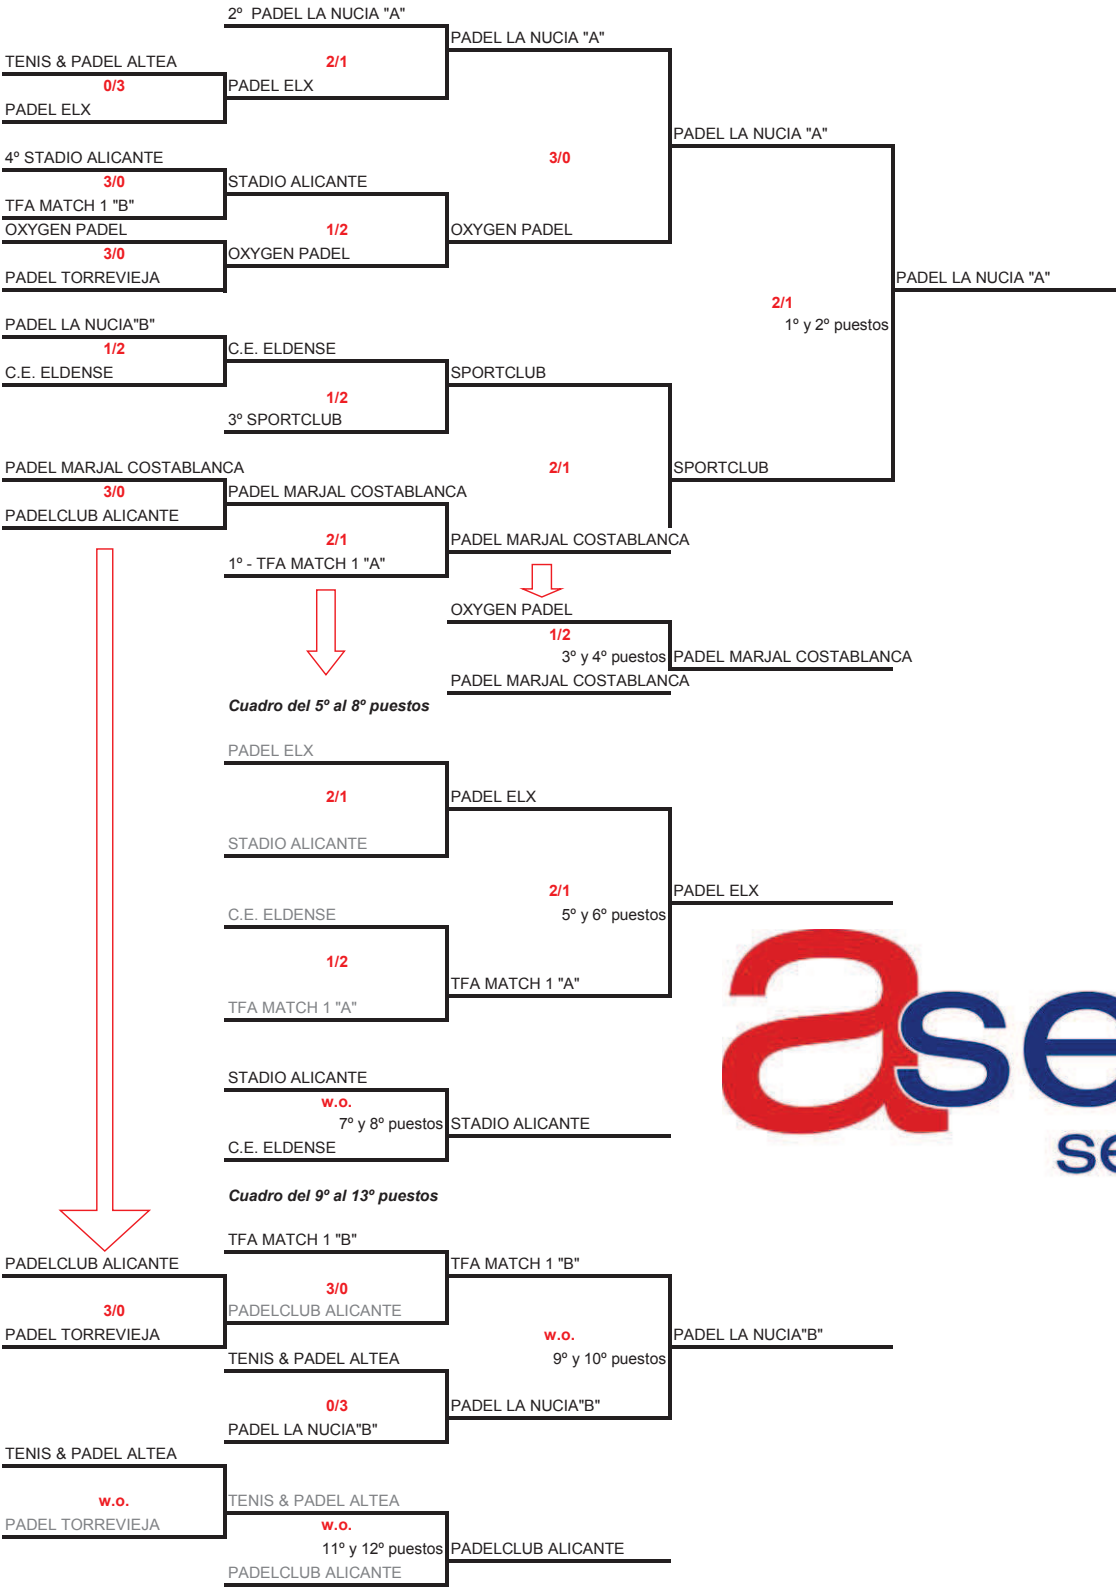 2º PADEL LA NUCIA "A"
PADEL LA NUCIA "A"
TENIS & PADEL ALTEA
2/1
0/3
PADEL ELX
PADEL ELX
PADEL LA NUCIA "A"
4º STADIO ALICANTE
3/0
3/0
STADIO ALICANTE
TFA MATCH 1 "B"
OXYGEN PADEL
1/2
OXYGEN PADEL
3/0
OXYGEN PADEL
PADEL TORREVIEJA
PADEL LA NUCIA "A"
2/1
1º y 2º puestos
PADEL LA NUCIA"B"
1/2
C.E. ELDENSE
C.E. ELDENSE
SPORTCLUB
1/2
3º SPORTCLUB
PADEL MARJAL COSTABLANCA
2/1
SPORTCLUB
3/0
PADEL MARJAL COSTABLANCA
PADELCLUB ALICANTE
2/1
PADEL MARJAL COSTABLANCA
1º - TFA MATCH 1 "A"
OXYGEN PADEL
1/2
3º y 4º puestos
PADEL MARJAL COSTABLANCA
PADEL MARJAL COSTABLANCA
Cuadro del 5º al 8º puestos
PADEL ELX
2/1
PADEL ELX
STADIO ALICANTE
2/1
PADEL ELX
C.E. ELDENSE
5º y 6º puestos
1/2
TFA MATCH 1 "A"
TFA MATCH 1 "A"
STADIO ALICANTE
w.o.
7º y 8º puestos
STADIO ALICANTE
C.E. ELDENSE
ase
se
Cuadro del 9º al 13º puestos
TFA MATCH 1 "B"
PADELCLUB ALICANTE
TFA MATCH 1 "B"
3/0
3/0
PADELCLUB ALICANTE
PADEL TORREVIEJA
w.o.
PADEL LA NUCIA"B"
TENIS & PADEL ALTEA
9º y 10º puestos
0/3
PADEL LA NUCIA"B"
PADEL LA NUCIA"B"
TENIS & PADEL ALTEA
w.o.
TENIS & PADEL ALTEA
PADEL TORREVIEJA
w.o.
11º y 12º puestos
PADELCLUB ALICANTE
PADELCLUB ALICANTE